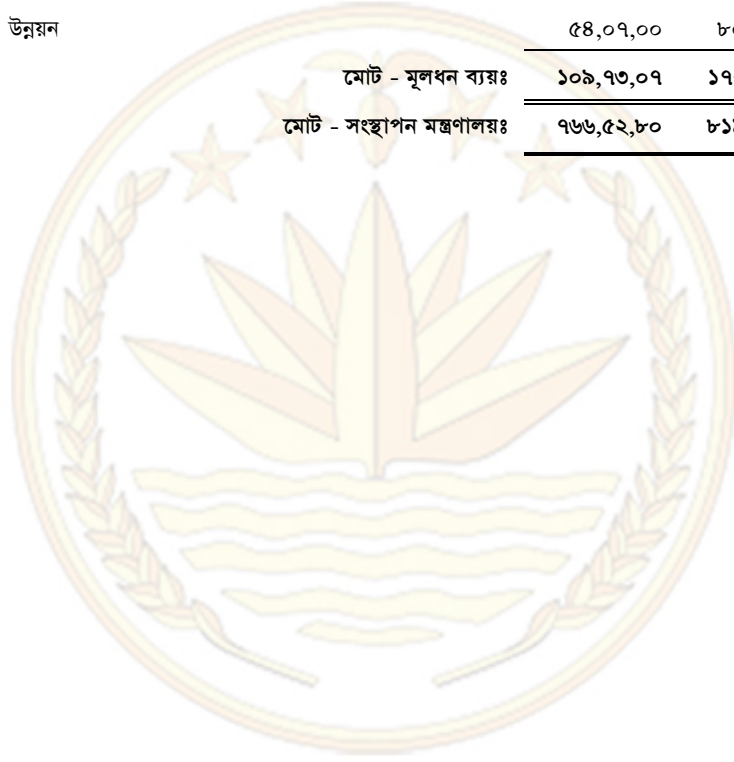 উন্নয়ন ৫৪,০৭,০০
মোট - মূলধন ব্যয়ঃ ১০৯,৭৩,০৭
মোট - সংস্থাপন মন্ত্রণালয়ঃ ৭৬৬,৫২,৮০